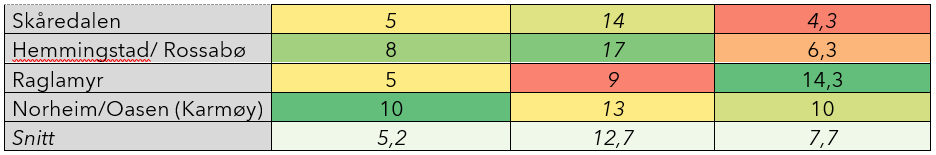 Skåredalen 5 14 4,3
Hemmingstad/ Rossabø 8 17 6,3
Raglamyr 5 9 14,3
Norheim/Oasen (Karmøy) 10 13 10
Snitt 5,2 12,7 7,7